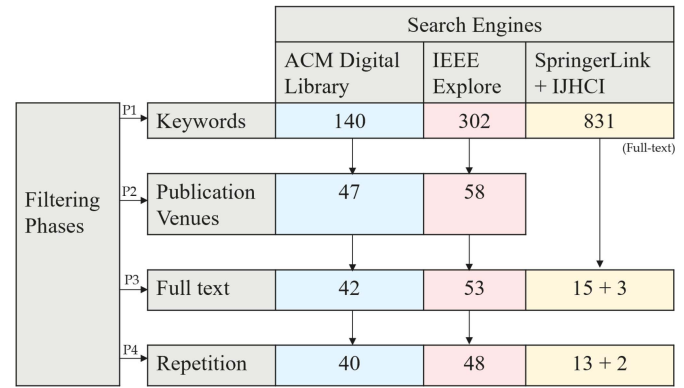 Search Engines
ACM Digital
Library
IEEE
Explore
SpringerLink
+ IJHCI
P1
Keywords
140
302
831
(Full-text)
Filtering
Phases
P2
Publication
Venues
47
58
P3
Full text
42
53
15 + 3
P4
Repetition
40
48
13 + 2